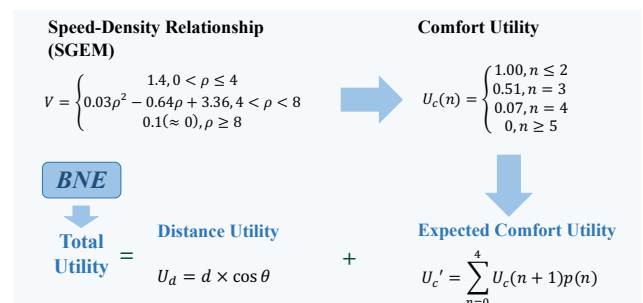 Speed-Density Relationship
(SGEM)
V = { 1.4, 0 < ρ ≤ 4
0.03ρ² − 0.64ρ + 3.36, 4 < ρ < 8
0.1(≈ 0), ρ ≥ 8
Comfort Utility
U_c(n) = { 1.00, n ≤ 2
0.51, n = 3
0.07, n = 4
0, n ≥ 5
BNE
Total
Utility
=
Distance Utility
U_d = d × cos θ
+
Expected Comfort Utility
U_c′ = ∑_{n=0}^{4} U_c(n + 1)p(n)